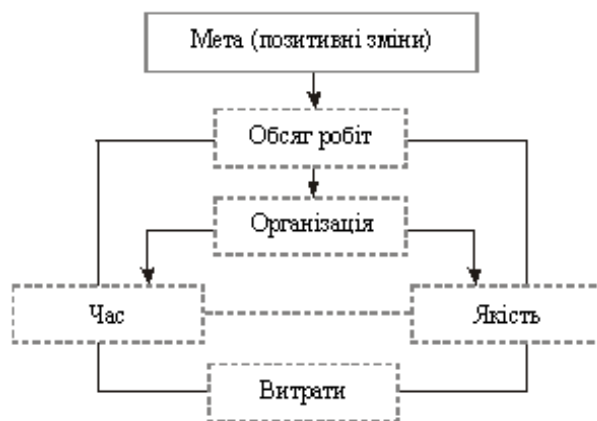 Мета (позитивні зміни)
Обсяг робіт
Організація
Час
Якість
Витрати